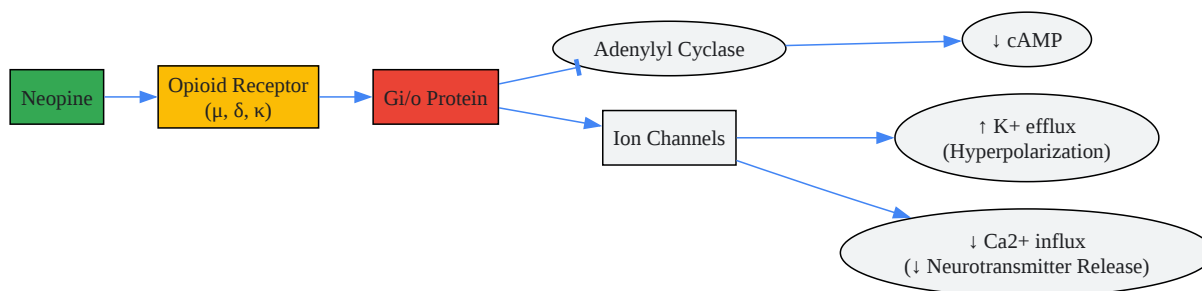 Neopine
Opioid Receptor
(μ, δ, κ)
Gi/o Protein
Adenylyl Cyclase
↓ cAMP
Ion Channels
↑ K+ efflux
(Hyperpolarization)
↓ Ca2+ influx
(↓ Neurotransmitter Release)